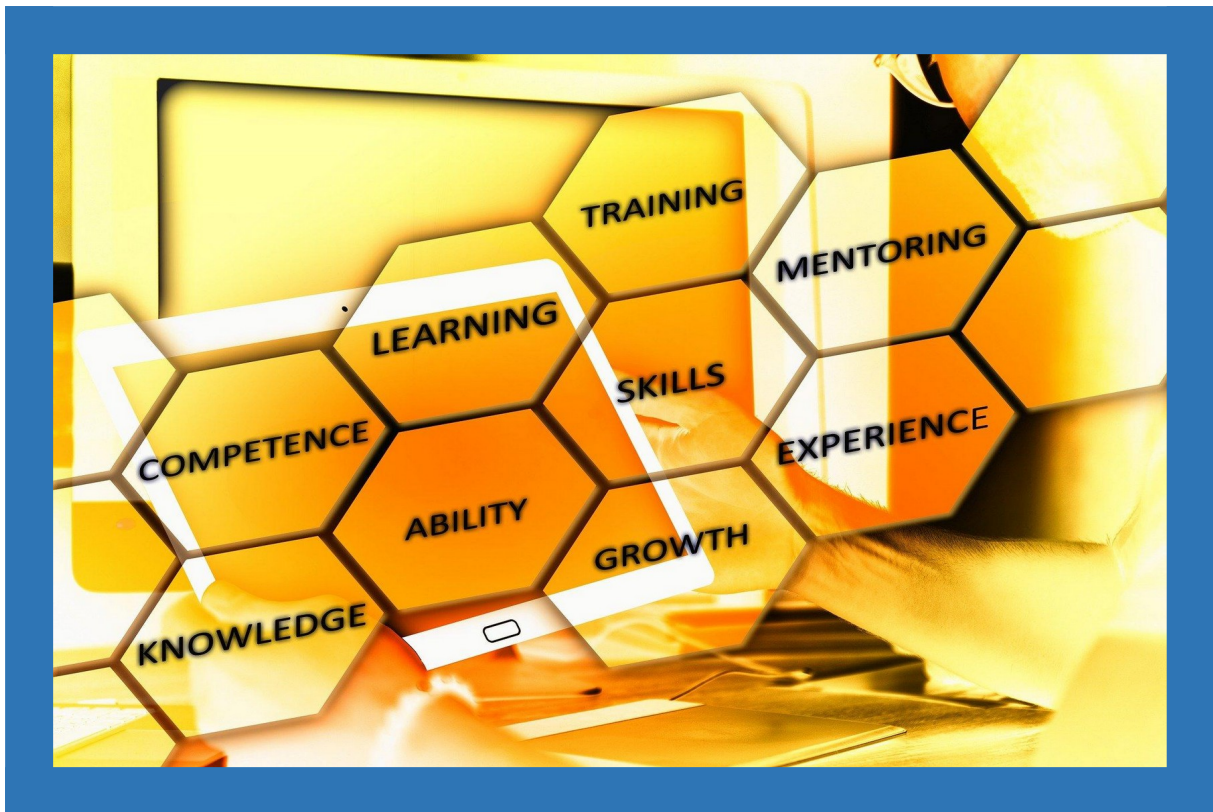 TRAINING
MENTORING
LEARNING
SKILLS
COMPETENCE
EXPERIENCE
ABILITY
GROWTH
KNOWLEDGE